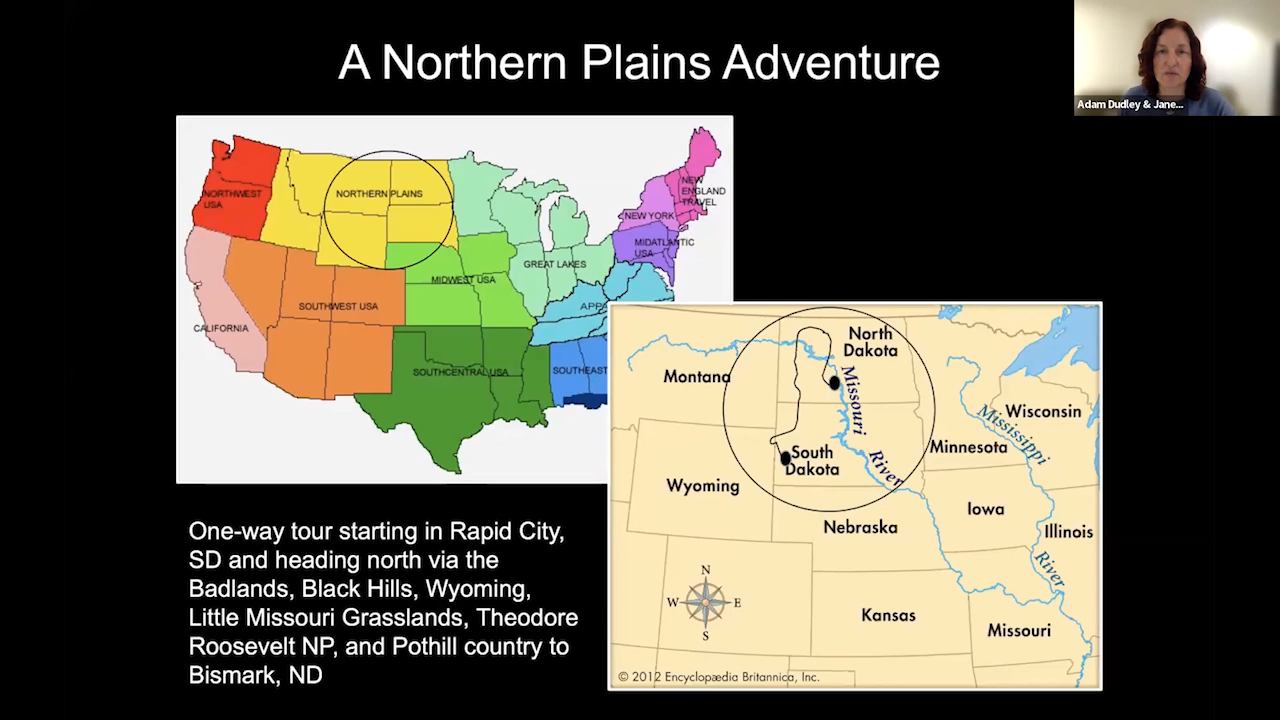 A Northern Plains Adventure
Adam Dudley & Jane...
NORTHWEST
USA
NORTHERN PLAINS
NEW
ENGLAND
TRAVEL
NEW YORK
MIDATLANTIC
USA
GREAT LAKES
MIDWEST USA
SOUTHWEST USA
CALIFORNIA
APPA
SOUTHCENTRAL USA
SOUTHEAST
North
Dakota
Montana
Missouri
River
Mississippi
River
Wisconsin
Minnesota
South
Dakota
Wyoming
Iowa
Nebraska
Illinois
N
W
E
S
Kansas
Missouri
© 2012 Encyclopædia Britannica, Inc.
One-way tour starting in Rapid City,
SD and heading north via the
Badlands, Black Hills, Wyoming,
Little Missouri Grasslands, Theodore
Roosevelt NP, and Pothill country to
Bismark, ND